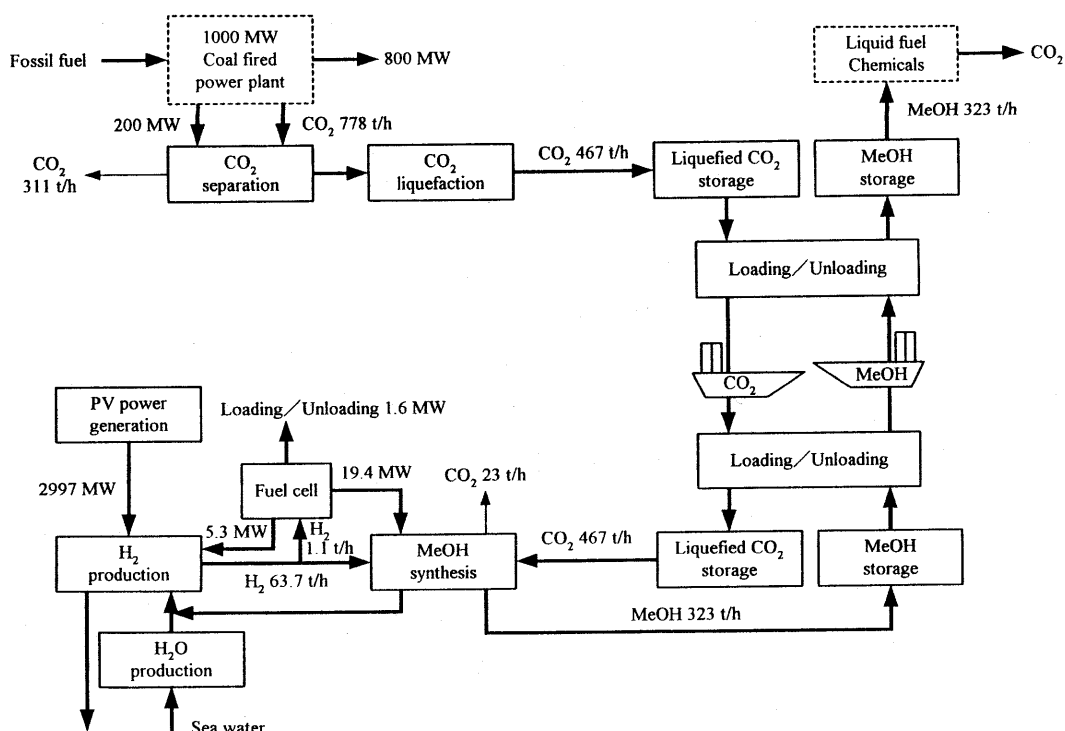 Fossil fuel
1000 MW
Coal fired
power plant
800 MW
200 MW
CO₂ 778 t/h
CO₂
311 t/h
CO₂
separation
CO₂
liquefaction
CO₂ 467 t/h
Liquefied CO₂
storage
Liquid fuel
Chemicals
CO₂
MeOH 323 t/h
MeOH
storage
Loading/Unloading
CO₂
MeOH
Loading/Unloading
PV power
generation
2997 MW
Loading/Unloading 1.6 MW
Fuel cell
19.4 MW
5.3 MW
H₂
1.1 t/h
H₂
production
H₂ 63.7 t/h
MeOH
synthesis
CO₂ 23 t/h
CO₂ 467 t/h
Liquefied CO₂
storage
MeOH
storage
MeOH 323 t/h
H₂O
production
Sea water